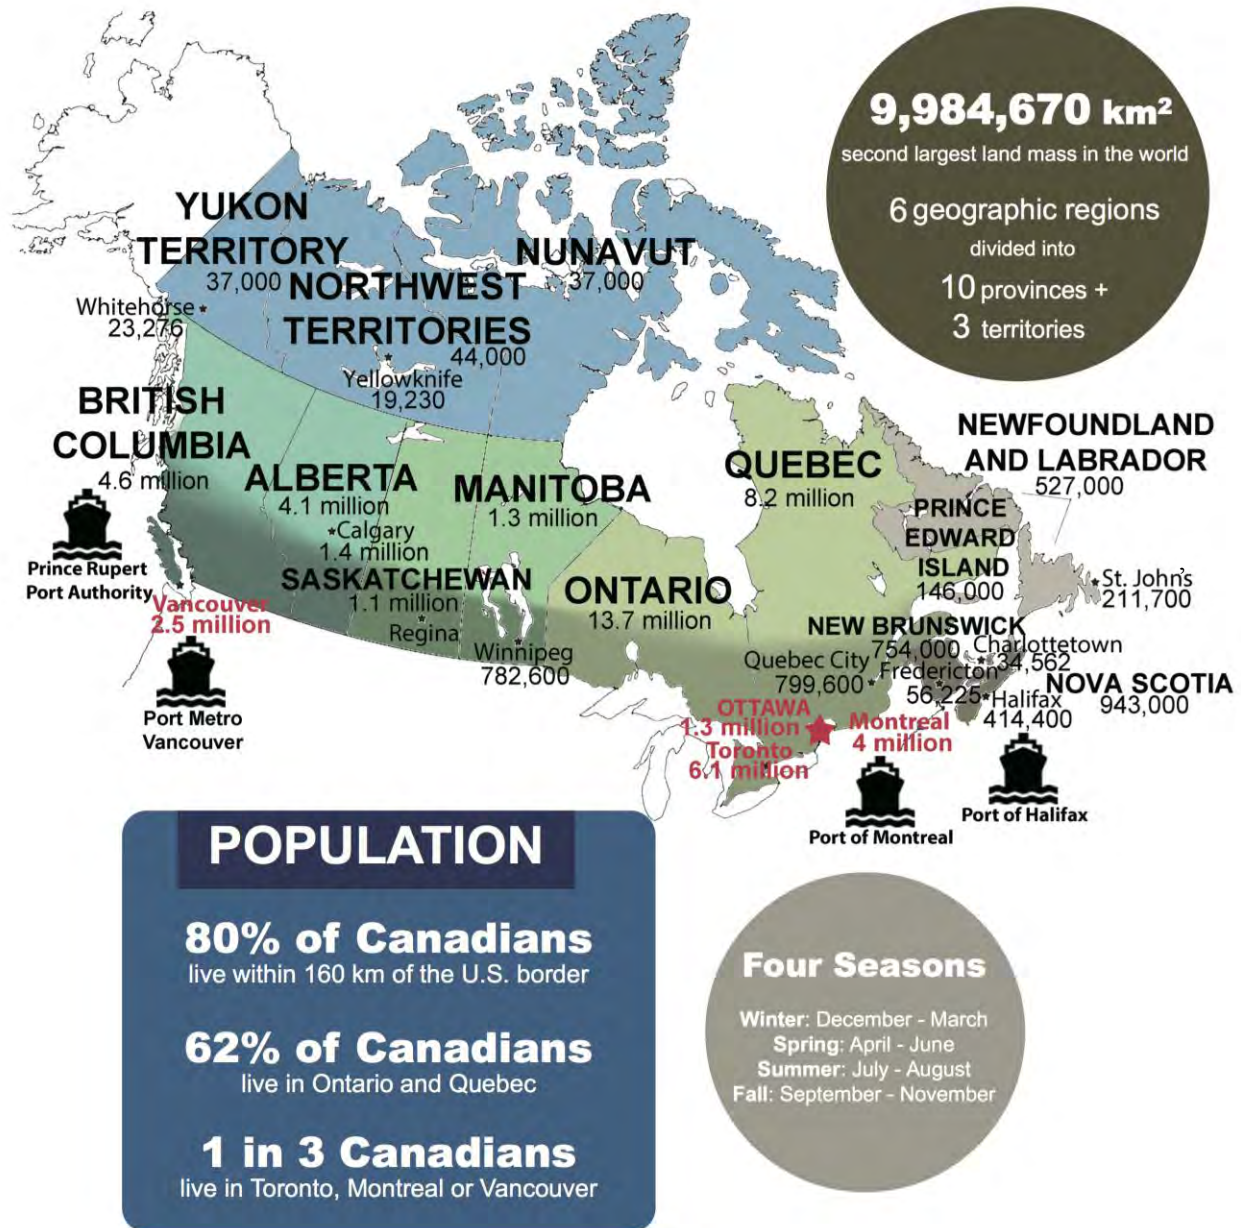 9,984,670 km²
second largest land mass in the world
6 geographic regions
divided into
10 provinces +
3 territories
YUKON
TERRITORY
37,000
NORTHWEST
TERRITORIES
44,000
NUNAVUT
37,000
Whitehorse
23,276
Yellowknife
19,230
BRITISH
COLUMBIA
4.6 million
ALBERTA
4.1 million
Calgary
1.4 million
MANITOBA
1.3 million
SASKATCHEWAN
1.1 million
Regina
Winnipeg
782,600
ONTARIO
13.7 million
QUEBEC
8.2 million
NEWFOUNDLAND
AND LABRADOR
527,000
PRINCE
EDWARD
ISLAND
146,000
St. John's
211,700
NEW BRUNSWICK
754,000
Charlottetown
34,562
Quebec City
799,600
Fredericton
56,225
Halifax
414,400
NOVA SCOTIA
943,000
OTTAWA
1.3 million
Toronto
6.1 million
Montreal
4 million
Prince Rupert
Port Authority
Vancouver
2.5 million
Port Metro
Vancouver
Port of Montreal
Port of Halifax
POPULATION
80% of Canadians
live within 160 km of the U.S. border
62% of Canadians
live in Ontario and Quebec
1 in 3 Canadians
live in Toronto, Montreal or Vancouver
Four Seasons
Winter: December - March
Spring: April - June
Summer: July - August
Fall: September - November